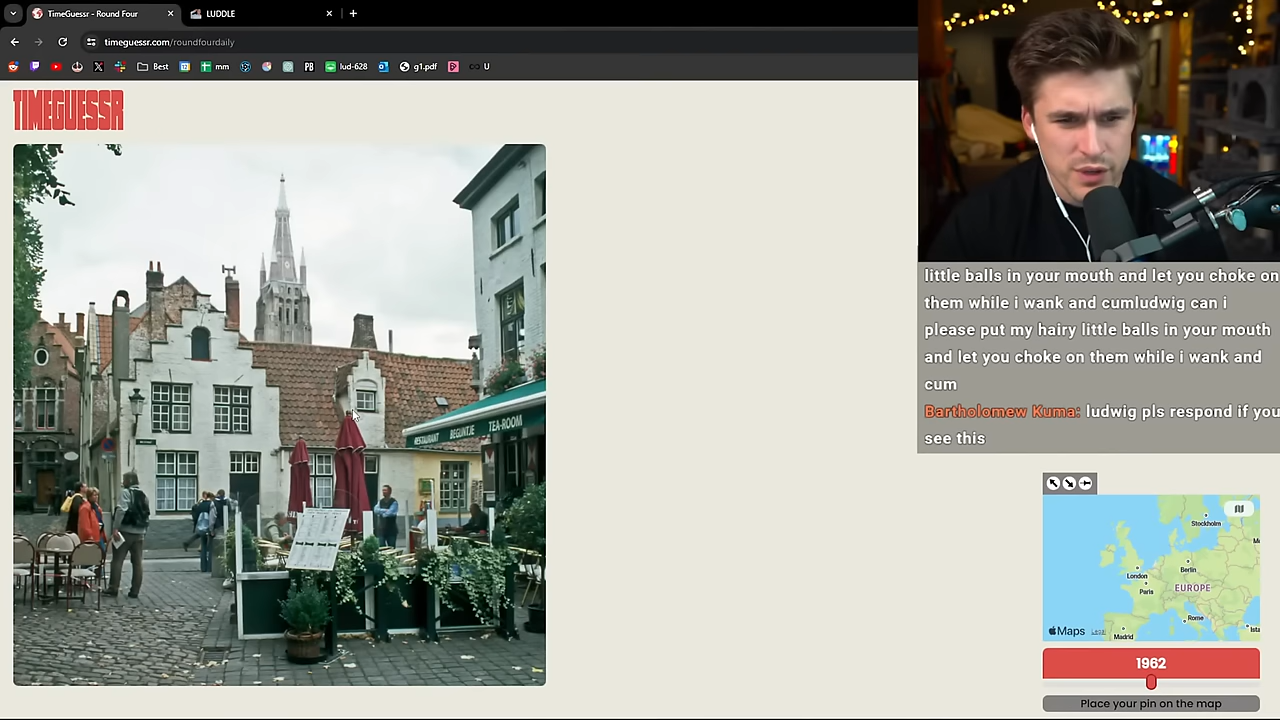 TimeGuessr - Round Four
LUDDLE
timeguessr.com/roundfourdaily
Best
mm
PB
lud-628
g1.pdf
U
TIMEGUESSR
RESTAURANT BEGIJNTJE TEA-ROOM
little balls in your mouth and let you choke on
them while i wank and cumludwig can i
please put my hairy little balls in your mouth
and let you choke on them while i wank and
cum
Bartholomew Kuma: ludwig pls respond if you
see this
Stockholm
London
Berlin
Paris
EUROPE
Rome
Madrid
Maps
1962
Place your pin on the map